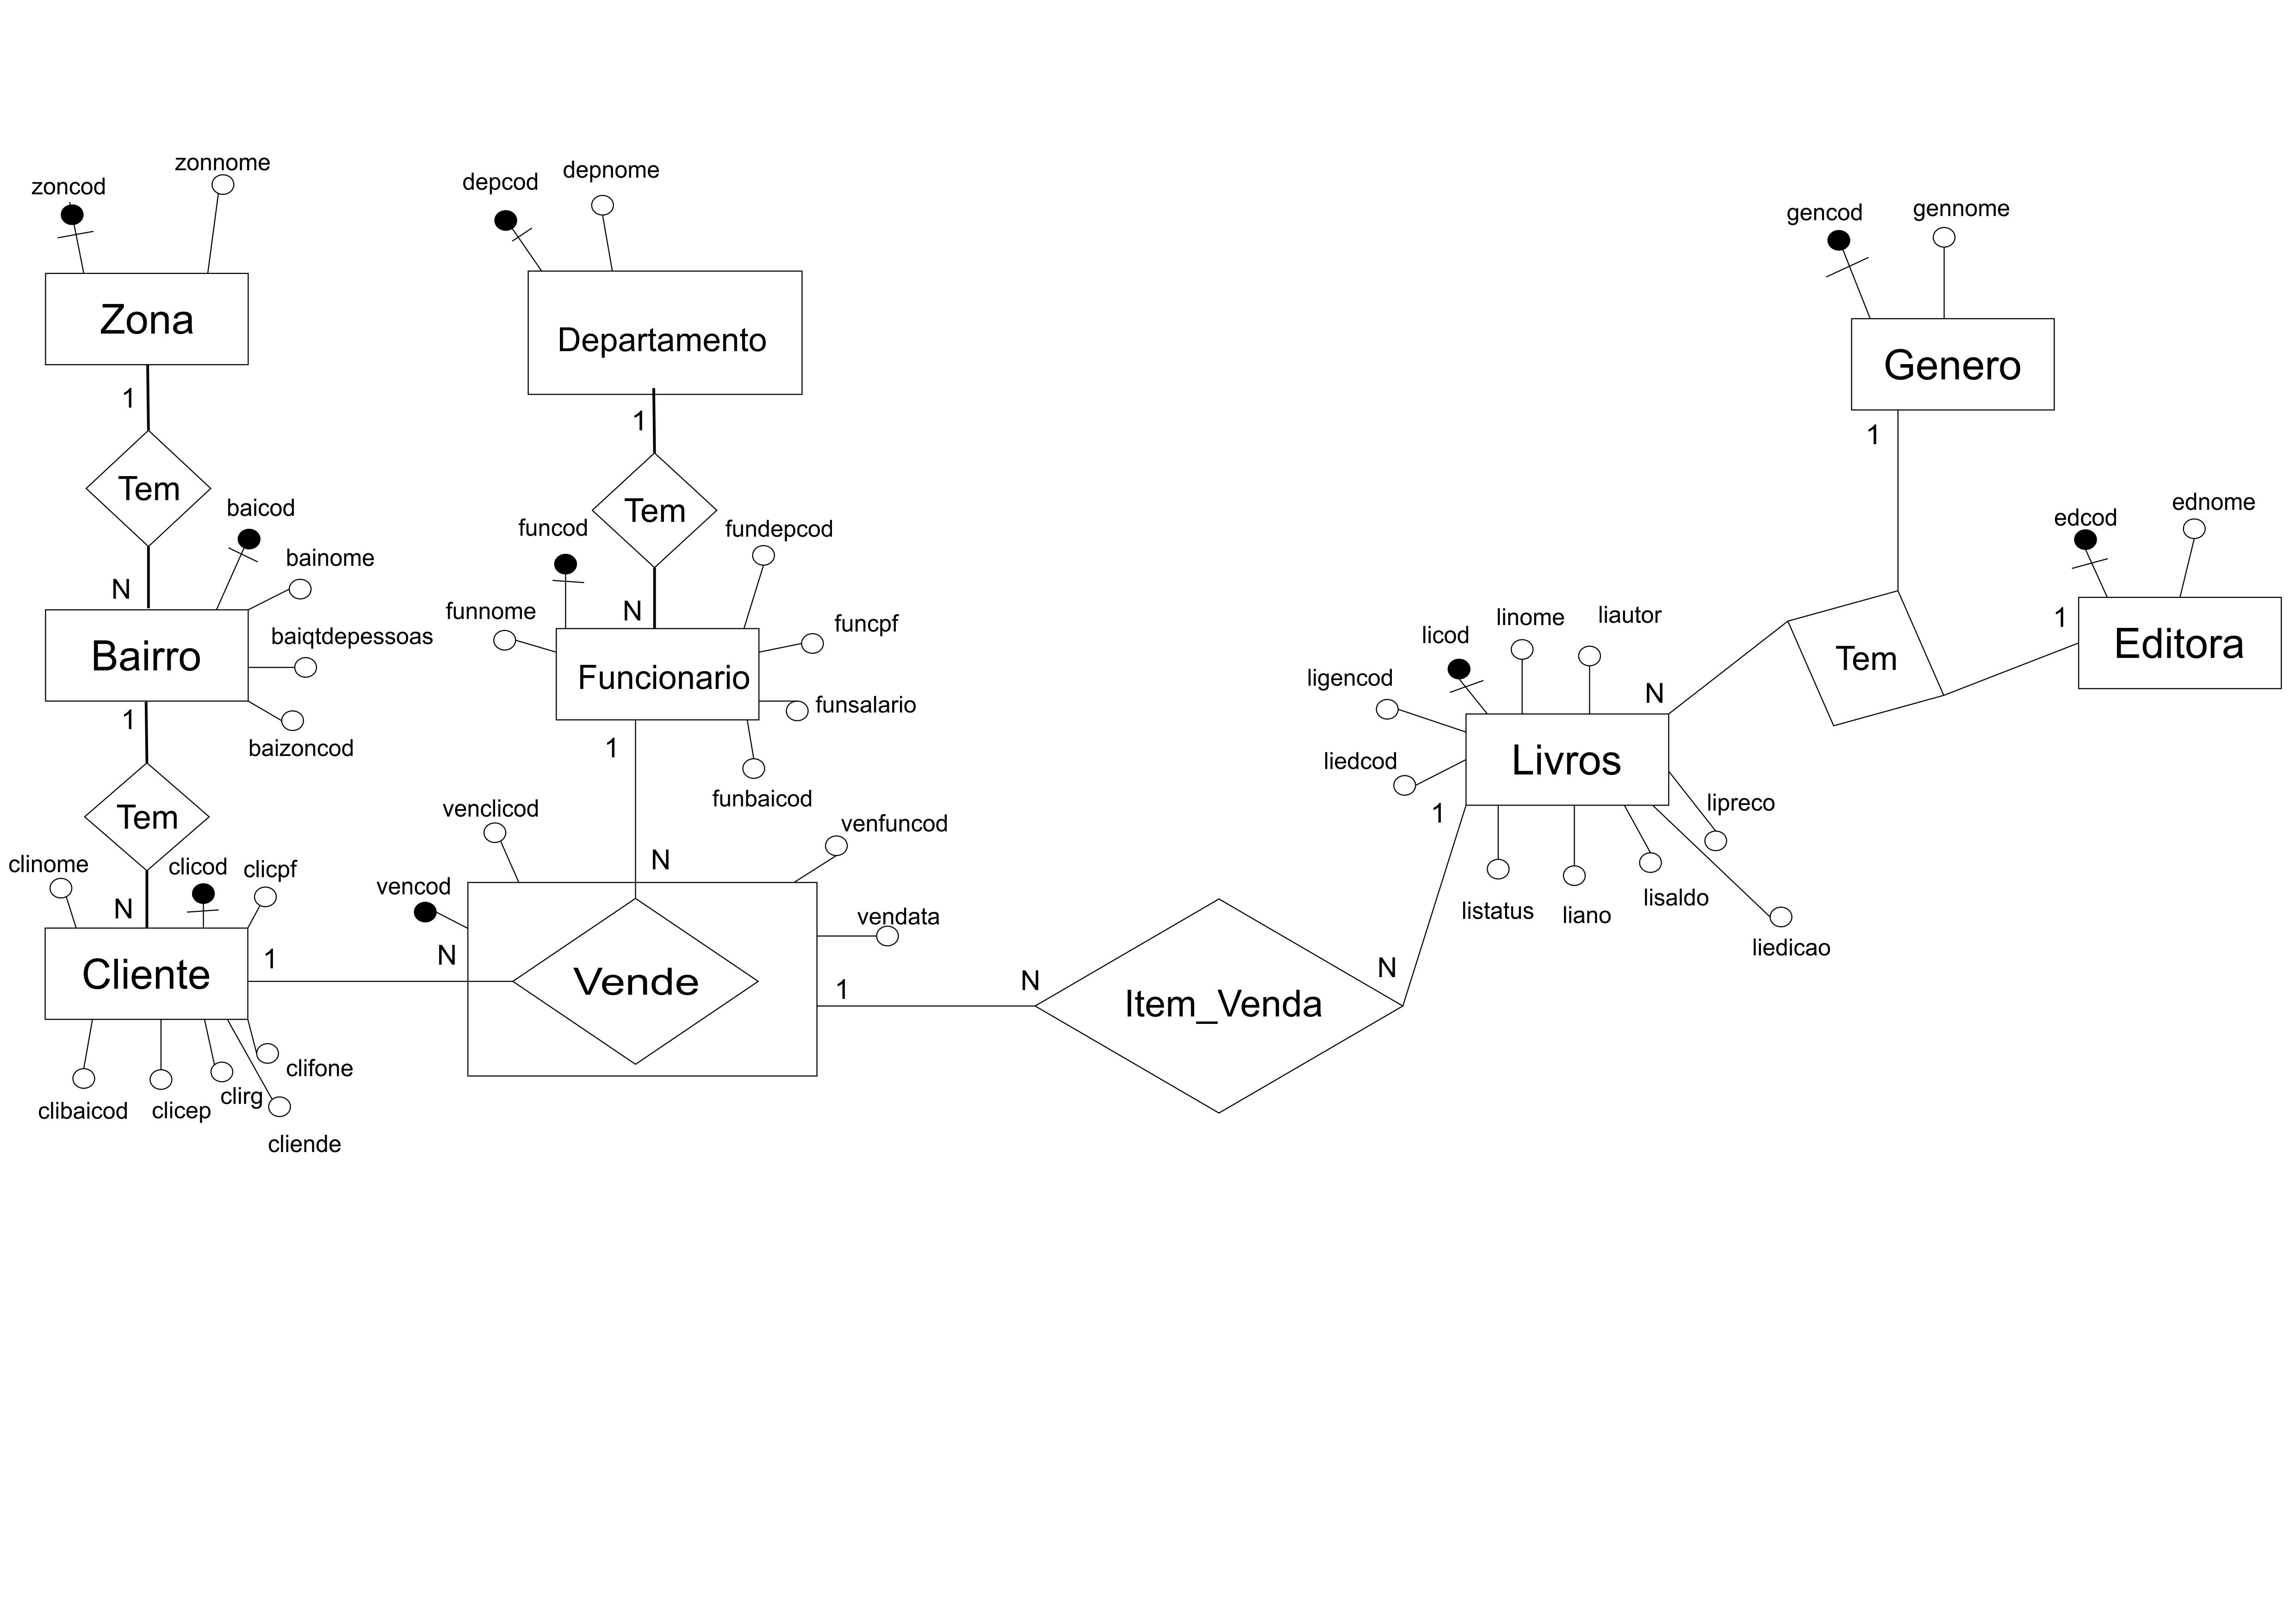 zoncod
zonnome
Zona
1
Tem
N
baicod
bainome
baiqtdepessoas
baizoncod
Bairro
1
Tem
N
clinome
clicod
clicpf
Cliente
clibaicod
clicep
clirg
clifone
cliende
1
N
depcod
depnome
Departamento
1
Tem
N
funcod
fundepcod
funnome
funcpf
Funcionario
funsalario
funbaicod
1
N
venclicod
venfuncod
vencod
vendata
Vende
1
N
Item_Venda
N
1
licod
linome
liautor
ligencod
liedcod
Livros
lipreco
listatus
liano
lisaldo
liedicao
N
Tem
gencod
gennome
Genero
1
edcod
ednome
1
Editora